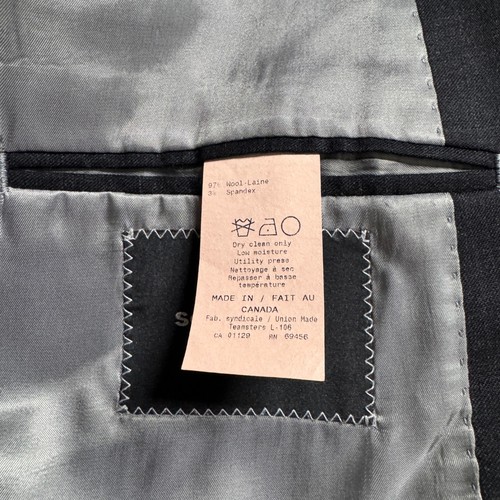 97% Wool-Laine
3% Spandex
Dry clean only
Low moisture
Utility press
Nettoyage à sec
Repasser à basse
température
MADE IN / FAIT AU
CANADA
Fab. syndicale / Union Made
Teamsters L-106
CA 01129 RN 69456
S